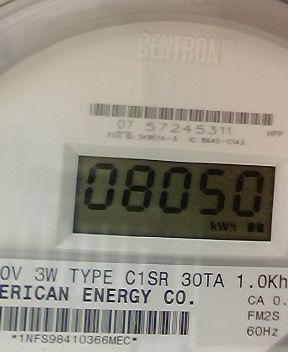 CENTRON®
07 57245311
HPP
08050
kWh
0V 3W TYPE C1SR 30TA 1.0Kh
ERICAN ENERGY CO.
CA 0.
FM2S
60Hz
*1NFS98410366MEC*